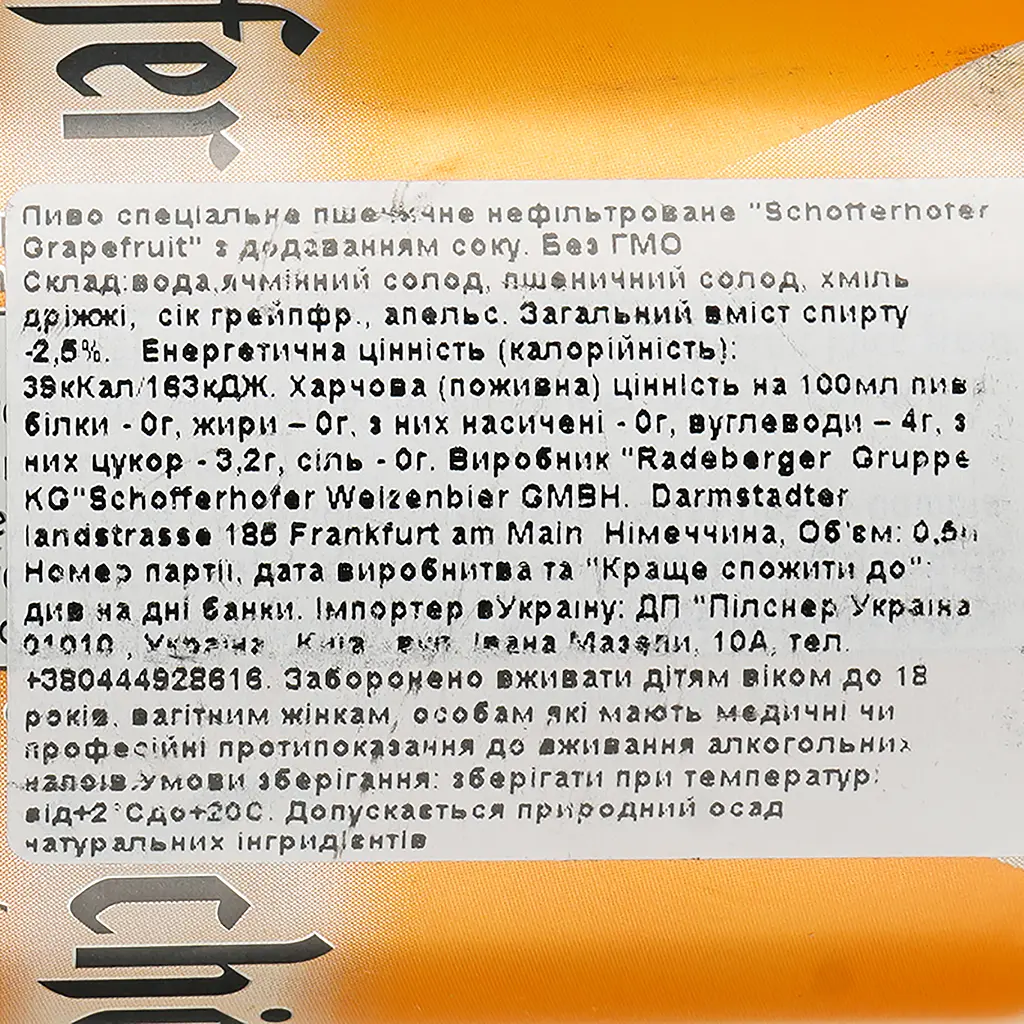 fer
Пиво спеціальне пшеничне нефільтроване "Schofferhofer
Grapefruit" з додаванням соку. Без ГМО
Склад:вода,ячмінний солод, пшеничний солод, хміль
дріжжі, сік грейпфр., апельс. Загальний вміст спирту
-2,5%. Енергетична цінність (калорійність):
39кКал/163кДЖ. Харчова (поживна) цінність на 100мл пива
білки - 0г, жири – 0г, з них насичені - 0г, вуглеводи – 4г, з
них цукор - 3,2г, сіль - 0г. Виробник "Radeberger Gruppe
KG"Schofferhofer Weizenbier GMBH. Darmstadter
landstrasse 185 Frankfurt am Main Німеччина, Об'єм: 0,5л
Номер партії, дата виробнитва та "Краще спожити до":
див на дні банки. Імпортер вУкраїну: ДП "Пілснер Україна
01010 , Україна, Київ, вул. Івана Мазепи, 10А, тел.
+380444928616. Заборонено вживати дітям віком до 18
років, вагітним жінкам, особам які мають медичні чи
професійні протипоказання до вживання алкогольних
напоїв.Умови зберігання: зберігати при температурі
від+2°Сдо+20С. Допускається природний осад
натуральних інгридієнтів